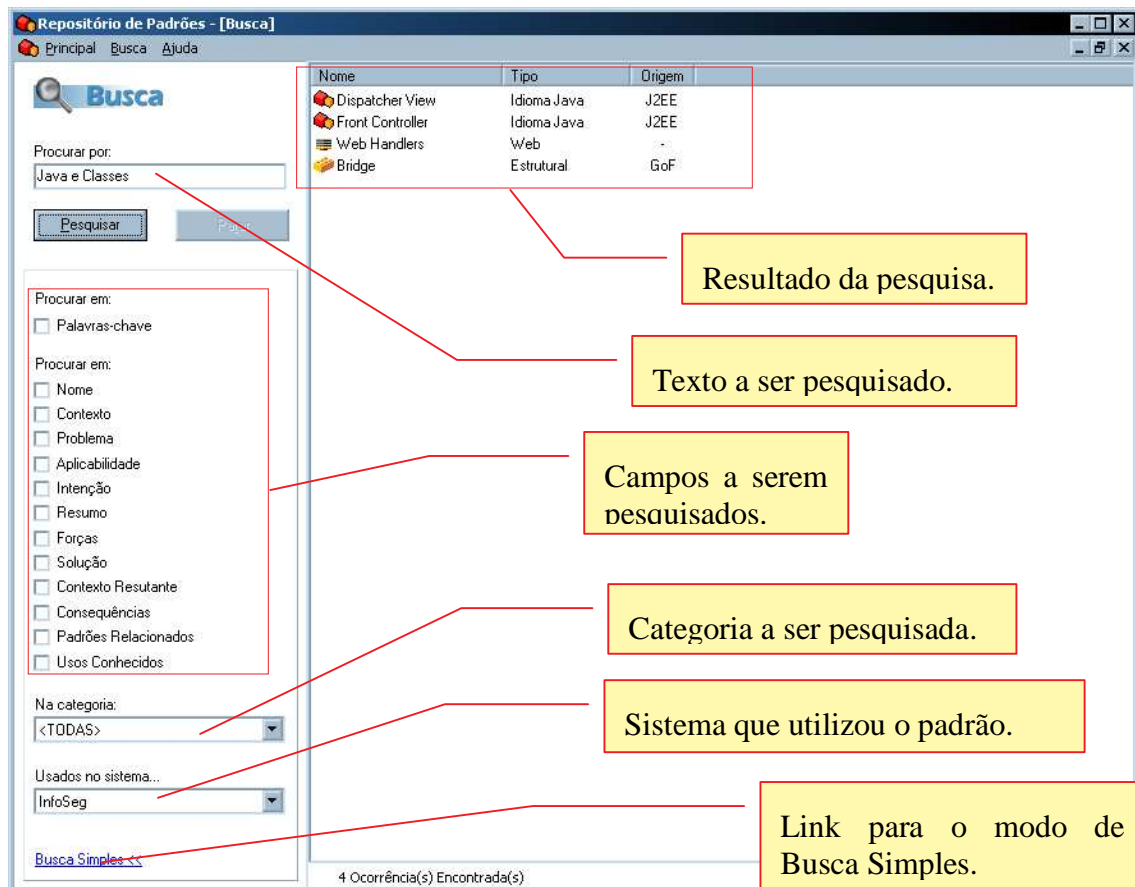 Repositório de Padrões - [Busca]
Principal Busca Ajuda
Busca
Procurar por:
Java e Classes
Pesquisar
Procurar em:
Palavras-chave
Procurar em:
Nome
Contexto
Problema
Aplicabilidade
Intenção
Resumo
Forças
Solução
Contexto Resutante
Consequências
Padrões Relacionados
Usos Conhecidos
Na categoria:
<TODAS>
Usados no sistema...
InfoSeg
Busca Simples <<
Nome Tipo Origem
Dispatcher View Idioma Java J2EE
Front Controller Idioma Java J2EE
Web Handlers Web -
Bridge Estrutural GoF
Resultado da pesquisa.
Texto a ser pesquisado.
Campos a serem
pesquisados.
Categoria a ser pesquisada.
Sistema que utilizou o padrão.
Link para o modo de
Busca Simples.
4 Ocorrência(s) Encontrada(s)